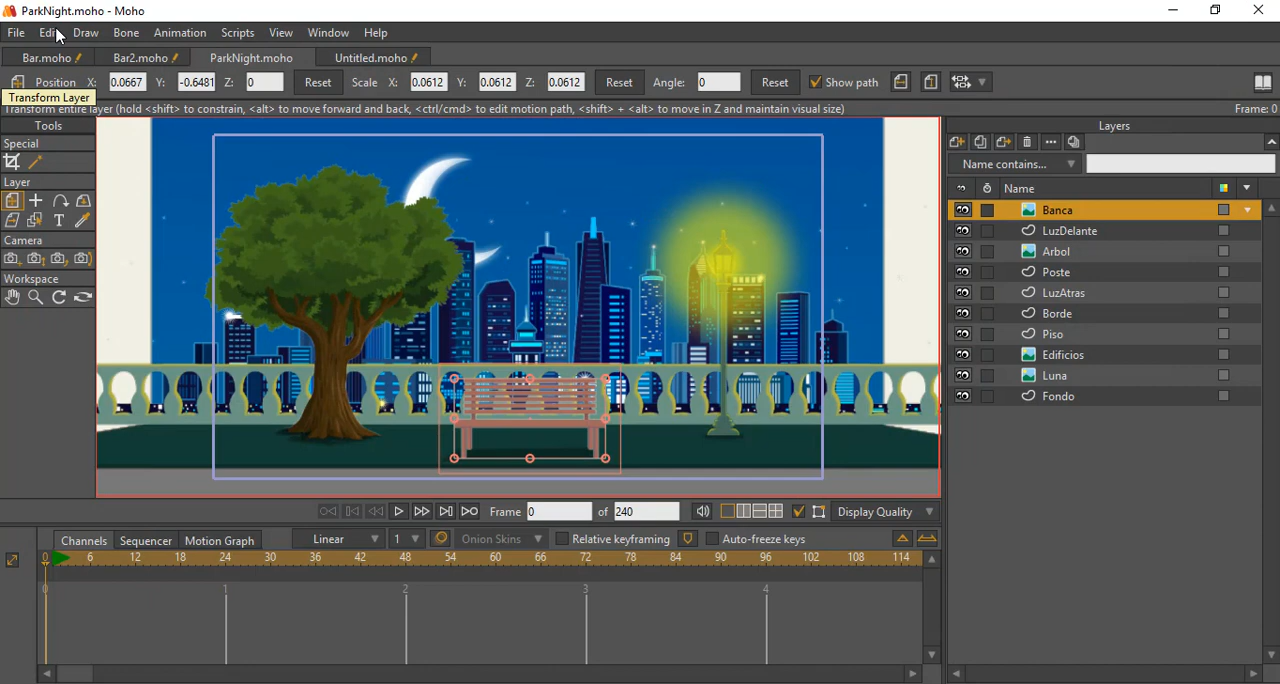 ParkNight.moho - Moho
File Edit Draw Bone Animation Scripts View Window Help
Bar.moho Bar2.moho ParkNight.moho Untitled.moho
Position X: 0.0667 Y: -0.6481 Z: 0 Reset Scale X: 0.0612 Y: 0.0612 Z: 0.0612 Reset Angle: 0 Reset Show path
Transform Layer
Transform entire layer (hold <shift> to constrain, <alt> to move forward and back, <ctrl/cmd> to edit motion path, <shift> + <alt> to move in Z and maintain visual size) Frame: 0
Tools
Special
Layer
Camera
Workspace
Layers
Name contains...
Name
Banca
LuzDelante
Arbol
Poste
LuzAtras
Borde
Piso
Edificios
Luna
Fondo
Frame 0 of 240 Display Quality
Channels Sequencer Motion Graph Linear 1 Onion Skins Relative keyframing Auto-freeze keys
0 6 12 18 24 30 36 42 48 54 60 66 72 78 84 90 96 102 108 114
0 1 2 3 4